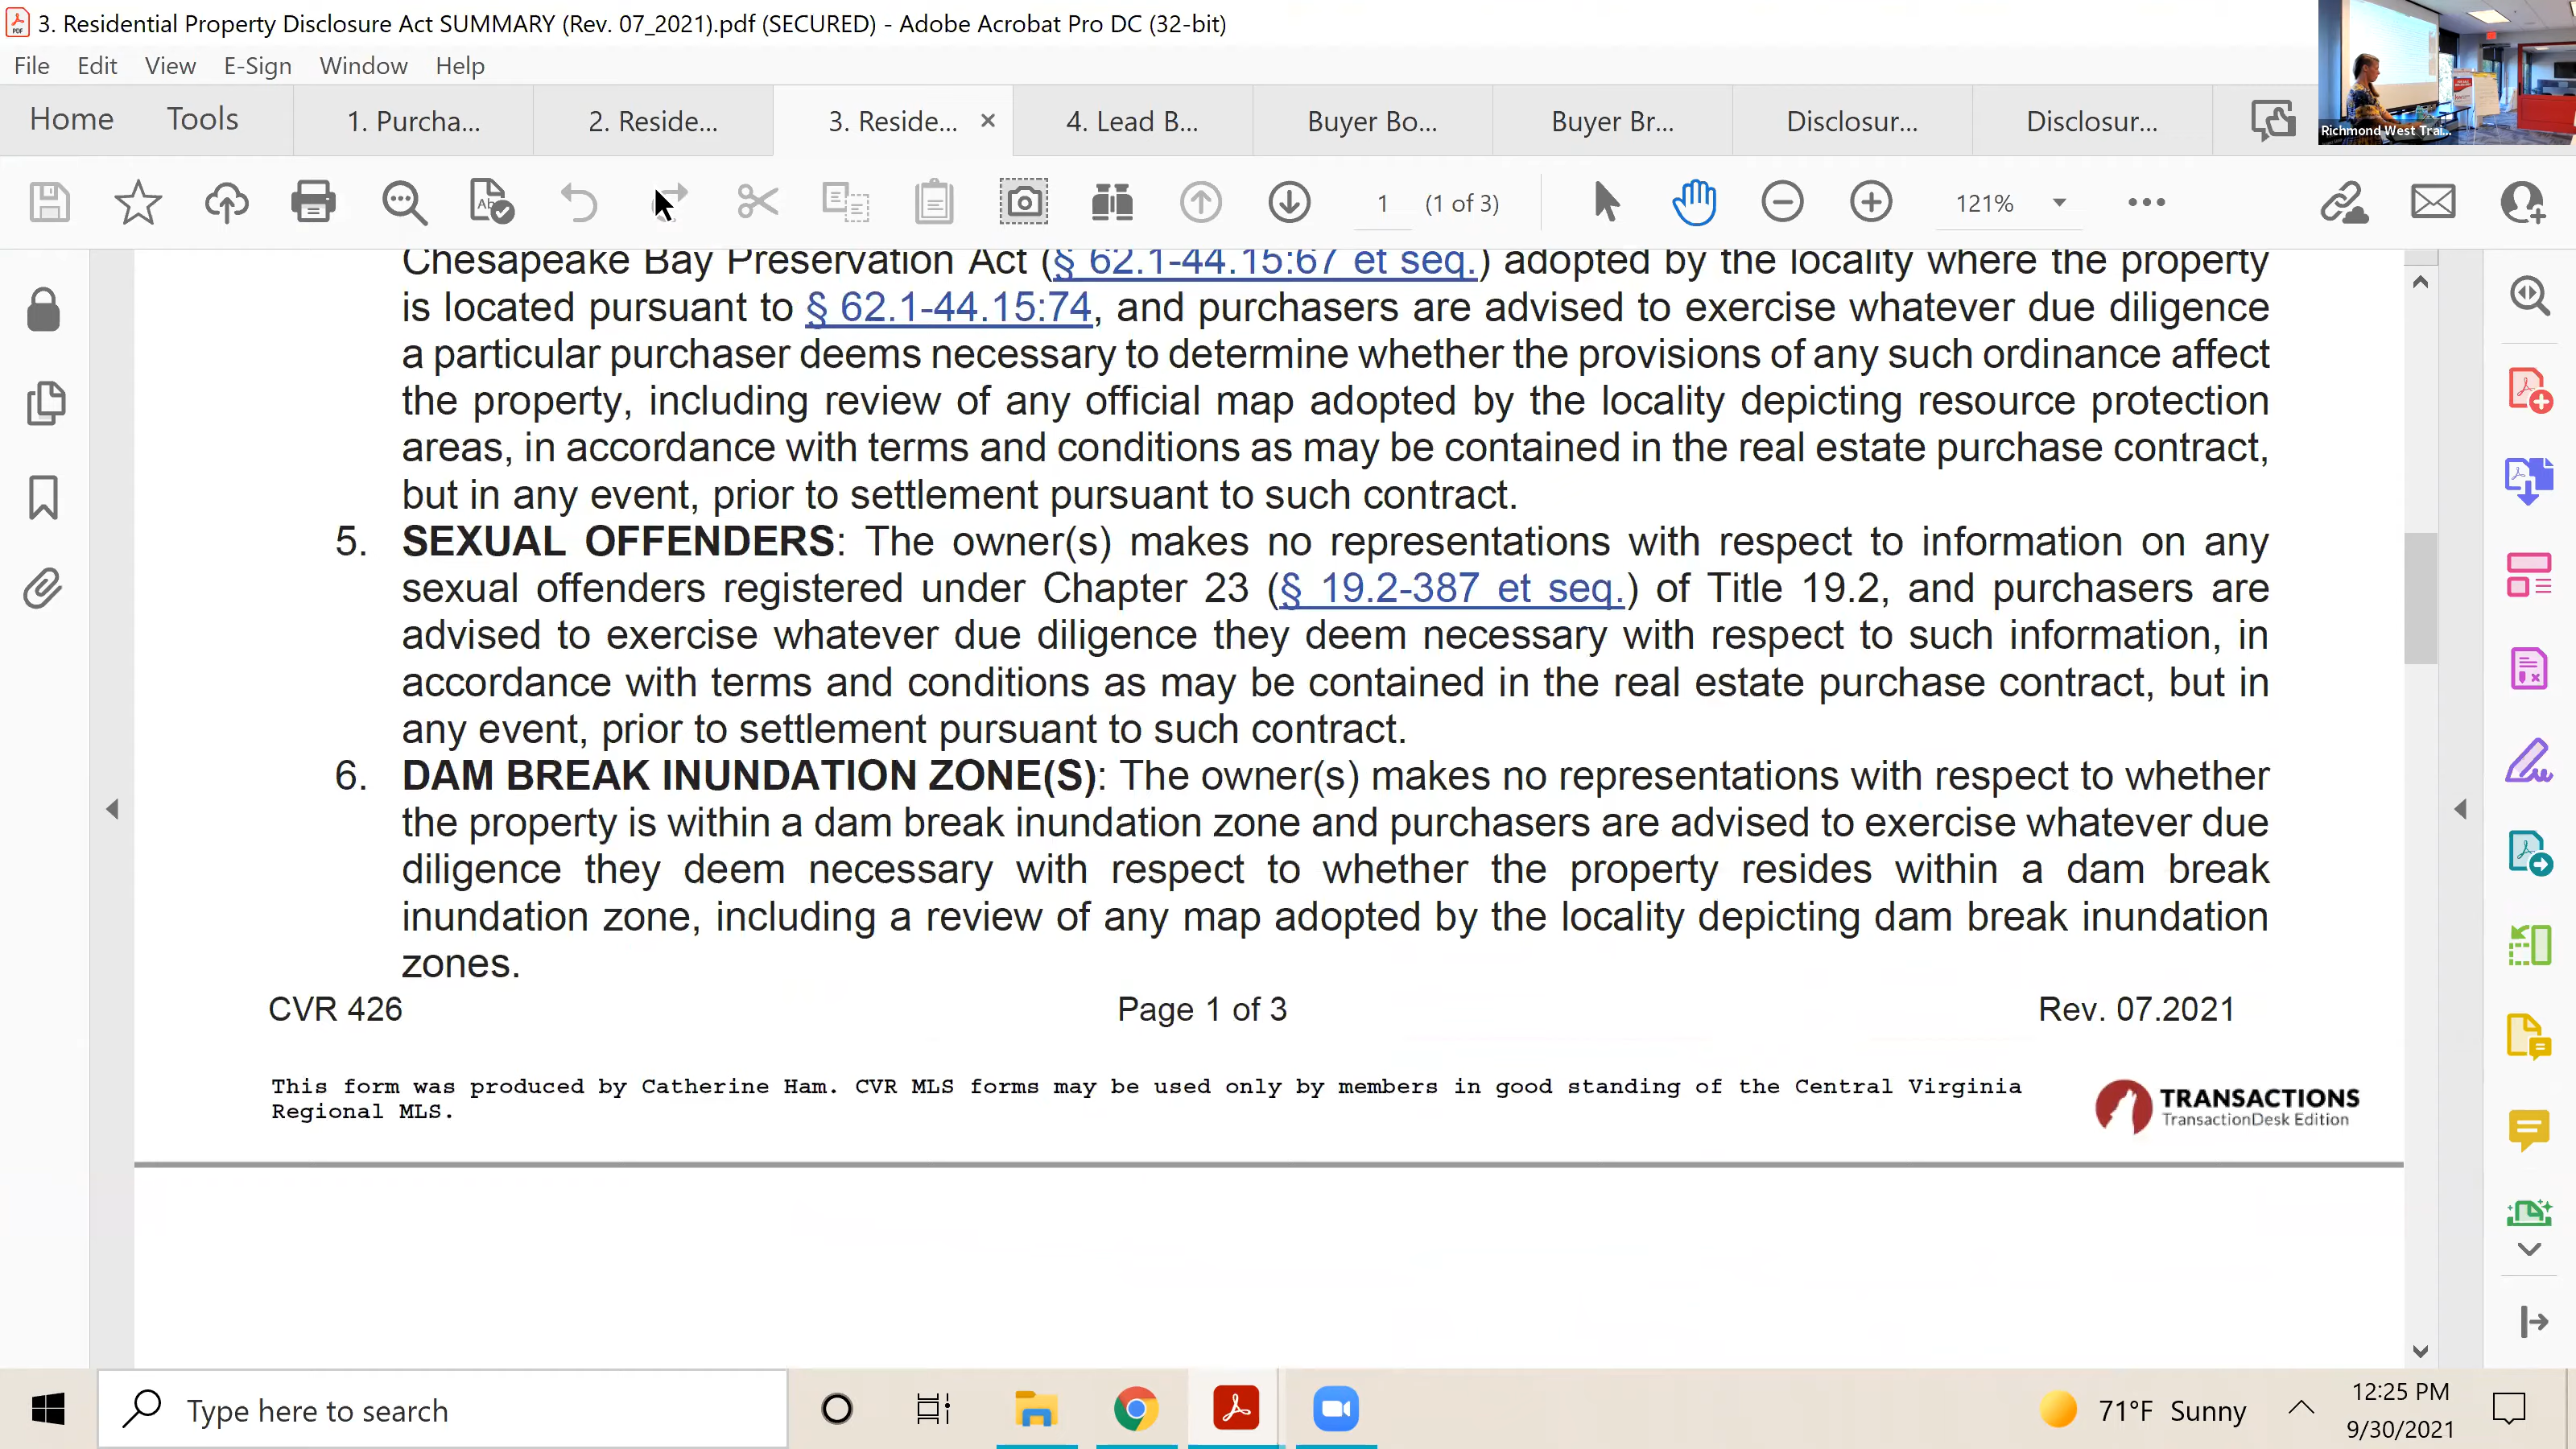 3. Residential Property Disclosure Act SUMMARY (Rev. 07_2021).pdf (SECURED) - Adobe Acrobat Pro DC (32-bit)
File Edit View E-Sign Window Help
Home Tools 1. Purcha... 2. Reside... 3. Reside... × 4. Lead B... Buyer Bo... Buyer Br... Disclosur... Disclosur...
Richmond West Trai...
1 (1 of 3) 121%
Chesapeake Bay Preservation Act (§ 62.1-44.15:67 et seq.) adopted by the locality where the property
is located pursuant to § 62.1-44.15:74, and purchasers are advised to exercise whatever due diligence
a particular purchaser deems necessary to determine whether the provisions of any such ordinance affect
the property, including review of any official map adopted by the locality depicting resource protection
areas, in accordance with terms and conditions as may be contained in the real estate purchase contract,
but in any event, prior to settlement pursuant to such contract.
5. SEXUAL OFFENDERS: The owner(s) makes no representations with respect to information on any
sexual offenders registered under Chapter 23 (§ 19.2-387 et seq.) of Title 19.2, and purchasers are
advised to exercise whatever due diligence they deem necessary with respect to such information, in
accordance with terms and conditions as may be contained in the real estate purchase contract, but in
any event, prior to settlement pursuant to such contract.
6. DAM BREAK INUNDATION ZONE(S): The owner(s) makes no representations with respect to whether
the property is within a dam break inundation zone and purchasers are advised to exercise whatever due
diligence they deem necessary with respect to whether the property resides within a dam break
inundation zone, including a review of any map adopted by the locality depicting dam break inundation
zones.
CVR 426 Page 1 of 3 Rev. 07.2021
This form was produced by Catherine Ham. CVR MLS forms may be used only by members in good standing of the Central Virginia
Regional MLS.
TRANSACTIONS
TransactionDesk Edition
Type here to search
71°F Sunny
12:25 PM
9/30/2021